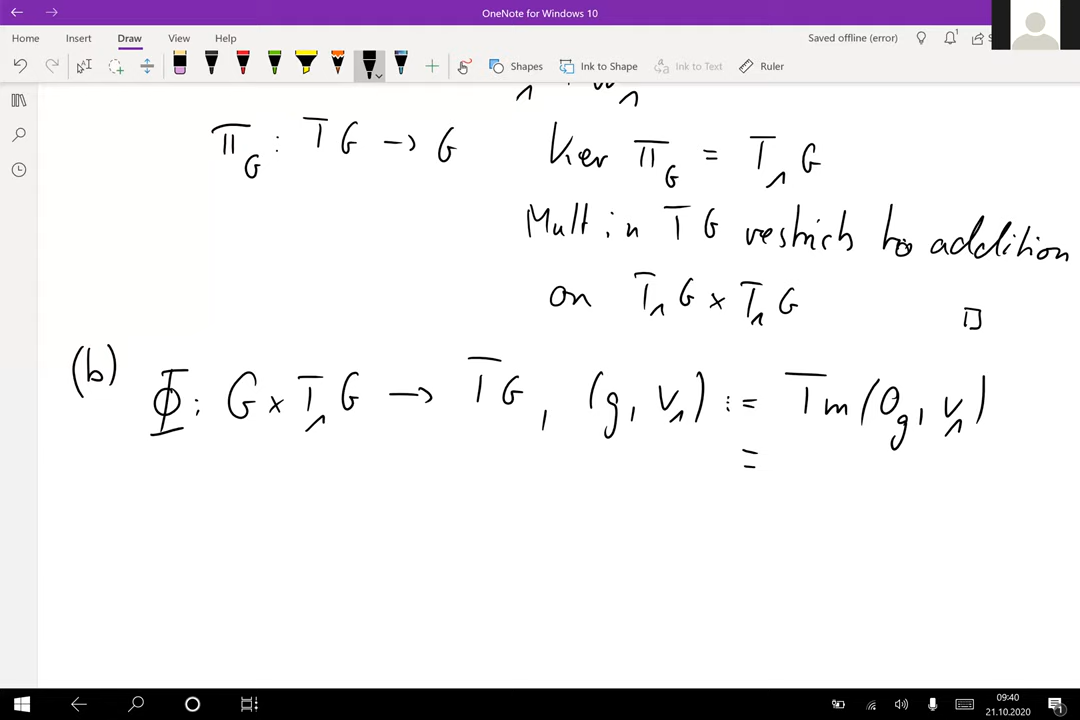 OneNote for Windows 10
Home Insert Draw View Help Saved offline (error)
Shapes Ink to Shape Ink to Text Ruler
1 w1
π_G : TG → G Ker π_G = T_1 G
Mult in TG restricts to addition
on T_1 G × T_1 G □
(b) Φ: G × T_1 G → TG, (g, v_1) := Tm(0_g, v_1)
=
09:40
21.10.2020